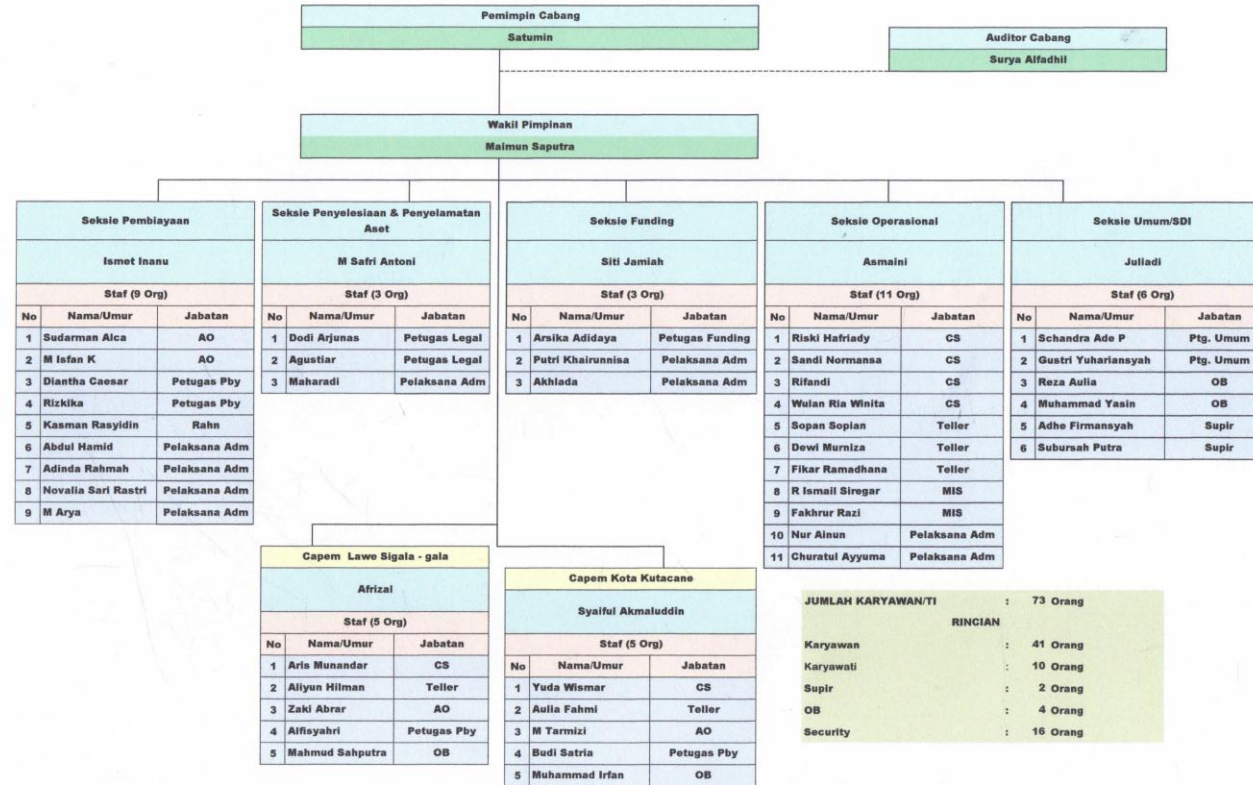 Pemimpin Cabang
Satumin
Auditor Cabang
Surya Alfadhil
Wakil Pimpinan
Maimun Saputra
Seksie Pembiayaan
Ismet Inanu
Staf (9 Org)
No Nama/Umur Jabatan
1 Sudarman Alca AO
2 M Isfan K AO
3 Diantha Caesar Petugas Pby
4 Rizkika Petugas Pby
5 Kasman Rasyidin Rahn
6 Abdul Hamid Pelaksana Adm
7 Adinda Rahmah Pelaksana Adm
8 Novalia Sari Rastri Pelaksana Adm
9 M Arya Pelaksana Adm
Seksie Penyelesiaan & Penyelamatan
Aset
M Safri Antoni
Staf (3 Org)
No Nama/Umur Jabatan
1 Dodi Arjunas Petugas Legal
2 Agustiar Petugas Legal
3 Maharadi Pelaksana Adm
Seksie Funding
Siti Jamiah
Staf (3 Org)
No Nama/Umur Jabatan
1 Arsika Adidaya Petugas Funding
2 Putri Khairunnisa Pelaksana Adm
3 Akhlada Pelaksana Adm
Seksie Operasional
Asmaini
Staf (11 Org)
No Nama/Umur Jabatan
1 Riski Hafriady CS
2 Sandi Normansa CS
3 Rifandi CS
4 Wulan Ria Winita CS
5 Sopan Sopian Teller
6 Dewi Murniza Teller
7 Fikar Ramadhana Teller
8 R Ismail Siregar MIS
9 Fakhrur Razi MIS
10 Nur Ainun Pelaksana Adm
11 Churatul Ayyuma Pelaksana Adm
Seksie Umum/SDI
Juliadi
Staf (6 Org)
No Nama/Umur Jabatan
1 Schandra Ade P Ptg. Umum
2 Gustri Yuhariansyah Ptg. Umum
3 Reza Aulia OB
4 Muhammad Yasin OB
5 Adhe Firmansyah Supir
6 Subursah Putra Supir
Capem Lawe Sigala - gala
Afrizal
Staf (5 Org)
No Nama/Umur Jabatan
1 Aris Munandar CS
2 Aliyun Hilman Teller
3 Zaki Abrar AO
4 Alfisyahri Petugas Pby
5 Mahmud Sahputra OB
Capem Kota Kutacane
Syaiful Akmaluddin
Staf (5 Org)
No Nama/Umur Jabatan
1 Yuda Wismar CS
2 Aulia Fahmi Teller
3 M Tarmizi AO
4 Budi Satria Petugas Pby
5 Muhammad Irfan OB
JUMLAH KARYAWAN/TI : 73 Orang
RINCIAN
Karyawan : 41 Orang
Karyawati : 10 Orang
Supir : 2 Orang
OB : 4 Orang
Security : 16 Orang